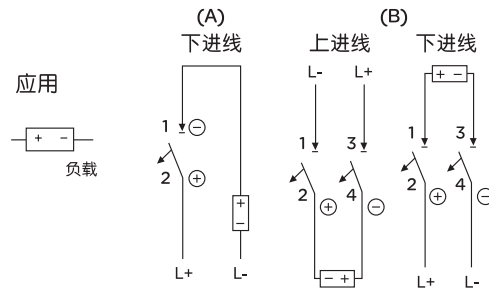 (A) (B)
下进线 上进线 下进线
L- L+
应用
+ -
负载
1 -
2 +
+ -
L+ L-
1 3
2 + 4 -
- +
+ -
1 3
2 + 4 -
L+ L-